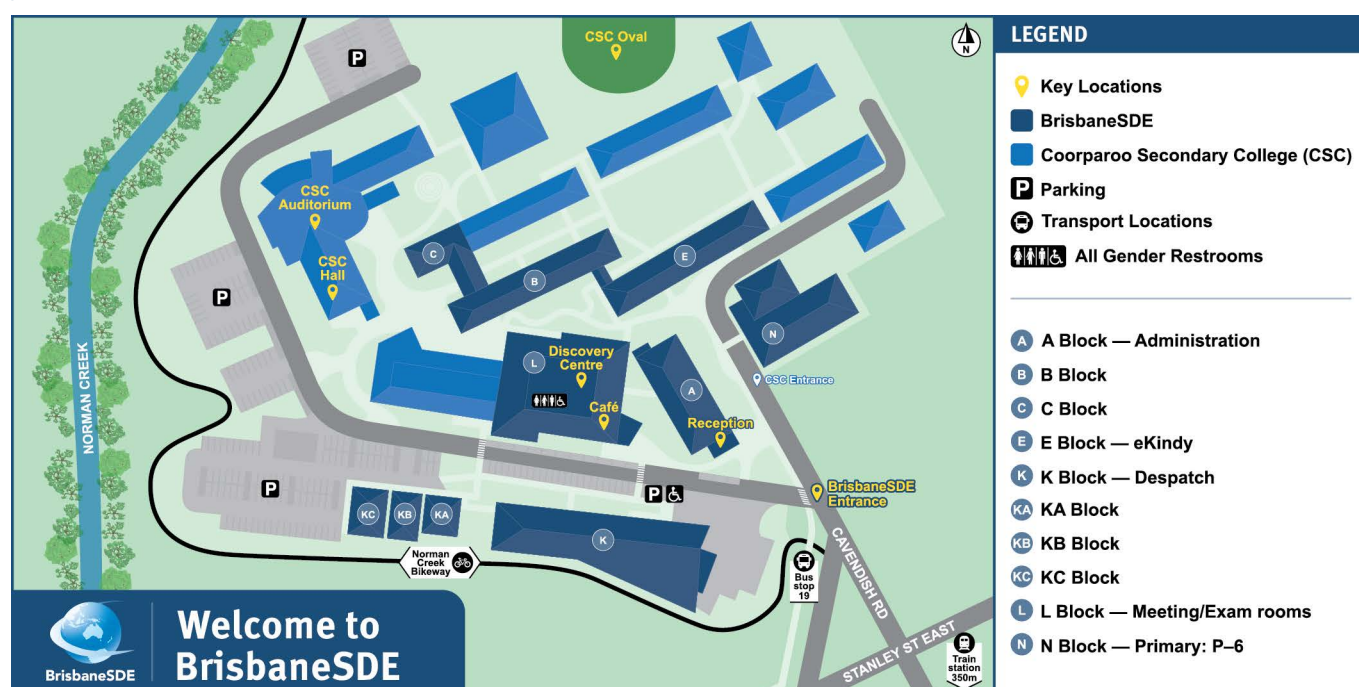 CSC Oval
N
P
CSC
Auditorium
C
E
B
CSC
Hall
P
N
NORMAN CREEK
L
Discovery
Centre
A
CSC Entrance
Café
Reception
P
P
BrisbaneSDE
Entrance
KC
KB
KA
K
Norman
Creek
Bikeway
Bus
stop
19
CAVENDISH RD
STANLEY ST EAST
Train
station
350m
BrisbaneSDE
Welcome to
BrisbaneSDE
LEGEND
Key Locations
BrisbaneSDE
Coorparoo Secondary College (CSC)
P Parking
Transport Locations
All Gender Restrooms
A A Block — Administration
B B Block
C C Block
E E Block — eKindy
K K Block — Despatch
KA KA Block
KB KB Block
KC KC Block
L L Block — Meeting/Exam rooms
N N Block — Primary: P–6